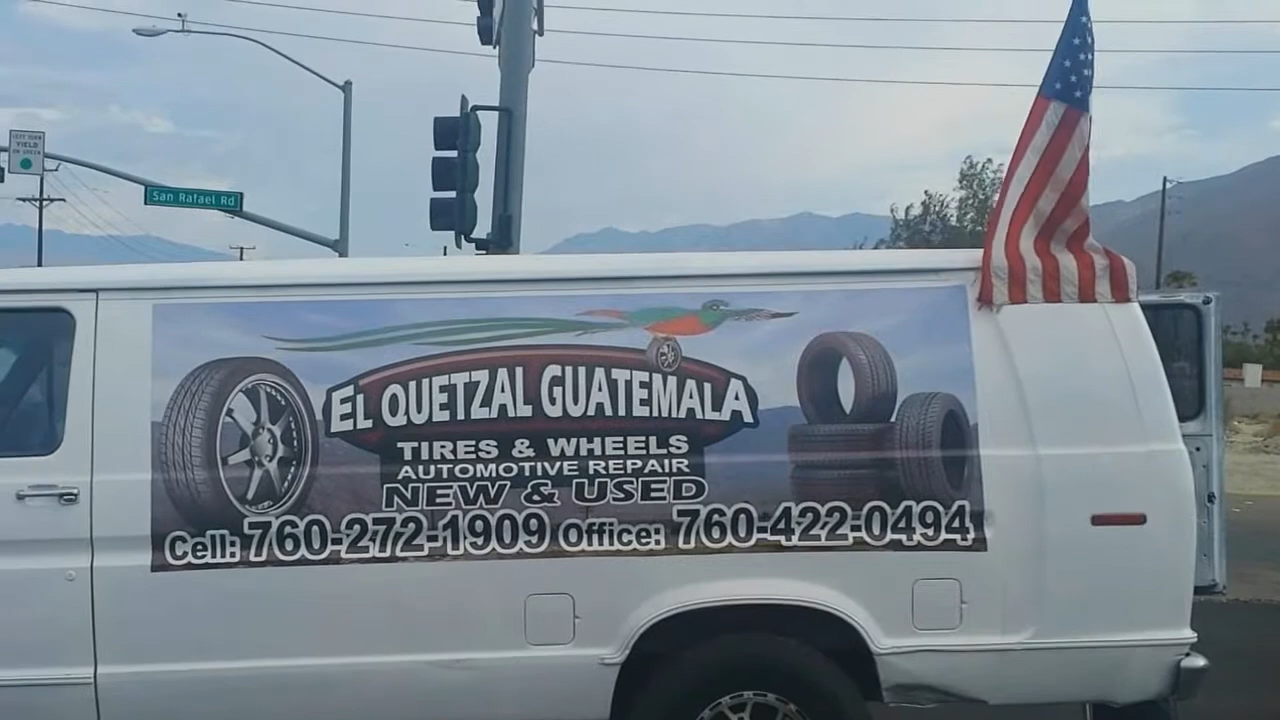 LEFT TURN
YIELD
ON GREEN
San Rafael Rd
EL QUETZAL GUATEMALA
TIRES & WHEELS
AUTOMOTIVE REPAIR
NEW & USED
Cell: 760-272-1909 Office: 760-422-0494